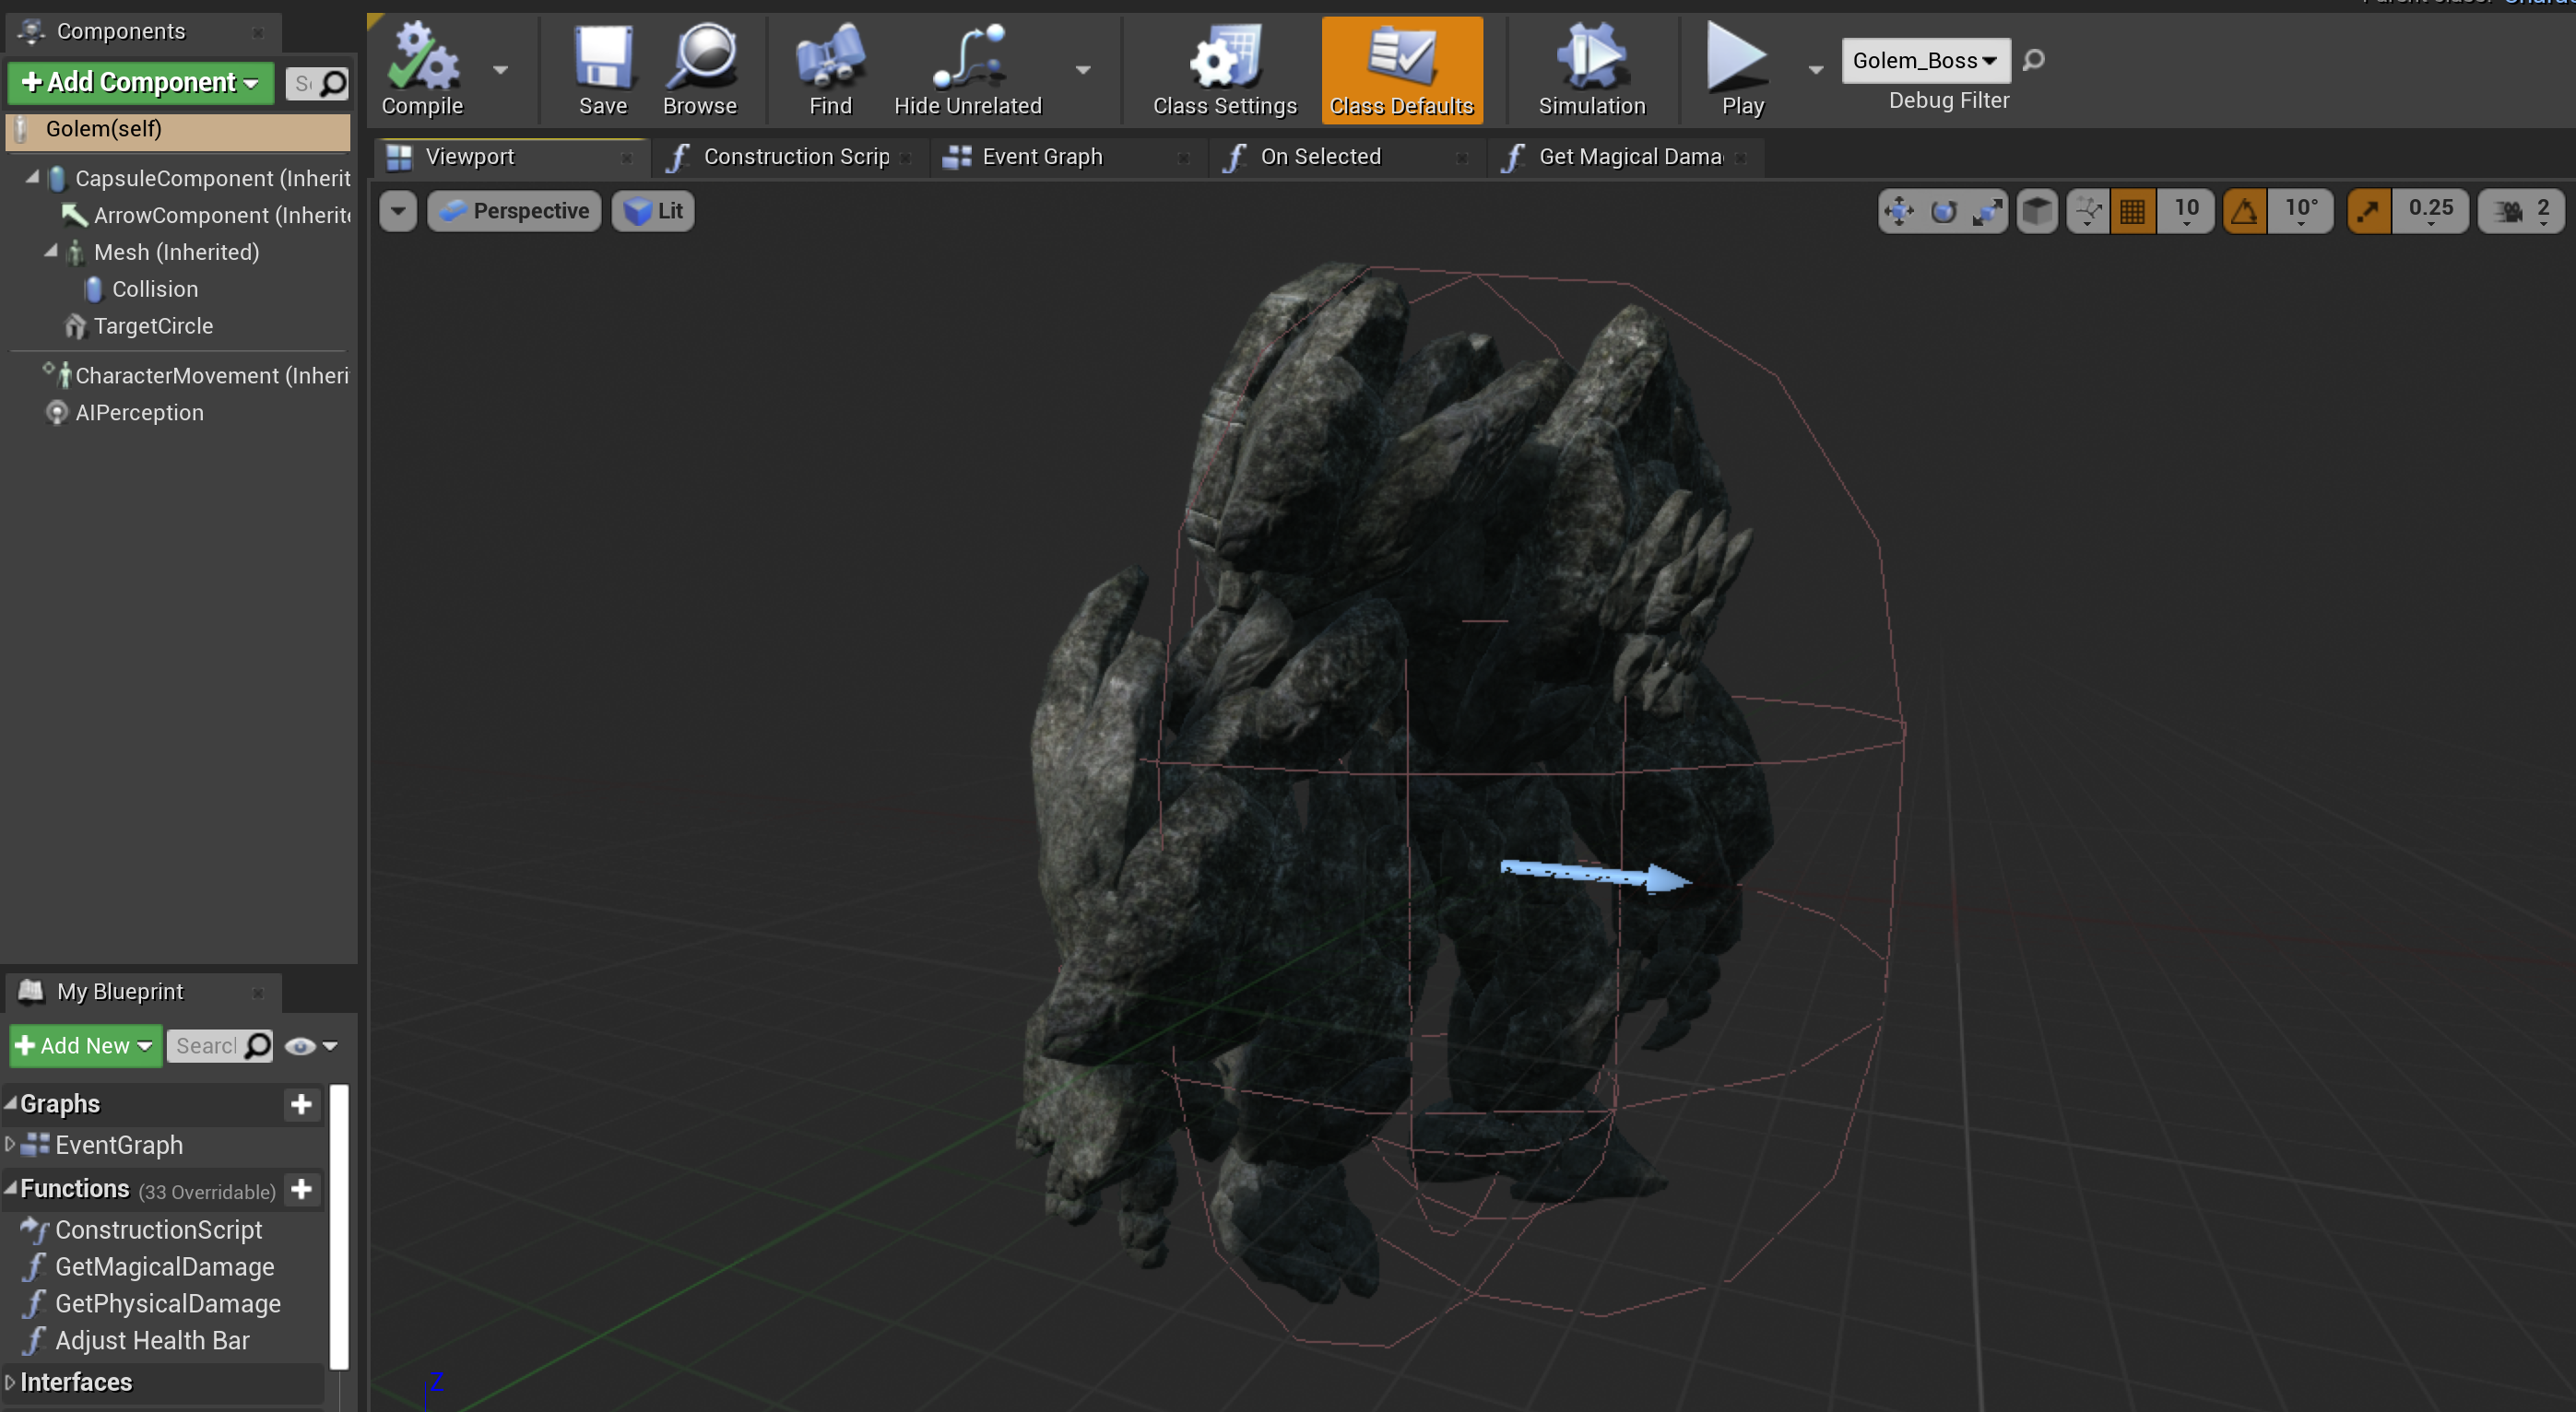 Components
Add Component
Golem(self)
CapsuleComponent (Inherit
ArrowComponent (Inherite
Mesh (Inherited)
Collision
TargetCircle
CharacterMovement (Inheri
AIPerception
My Blueprint
Add New
Search
Graphs
EventGraph
Functions (33 Overridable)
ConstructionScript
GetMagicalDamage
GetPhysicalDamage
Adjust Health Bar
Interfaces
Compile
Save
Browse
Find
Hide Unrelated
Class Settings
Class Defaults
Simulation
Play
Golem_Boss
Debug Filter
Viewport
Construction Scrip
Event Graph
On Selected
Get Magical Dama
Perspective
Lit
10
10°
0.25
2
Z